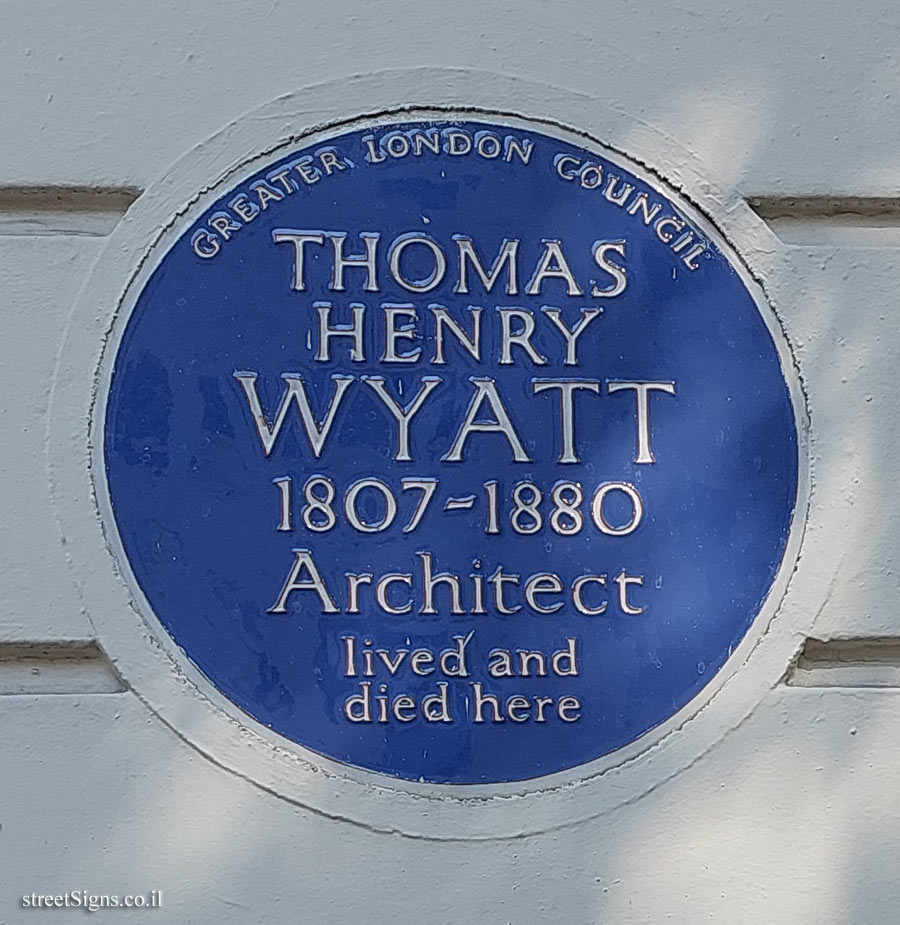 GREATER LONDON COUNCIL
THOMAS
HENRY
WYATT
1807-1880
Architect
lived and
died here
streetSigns.co.il